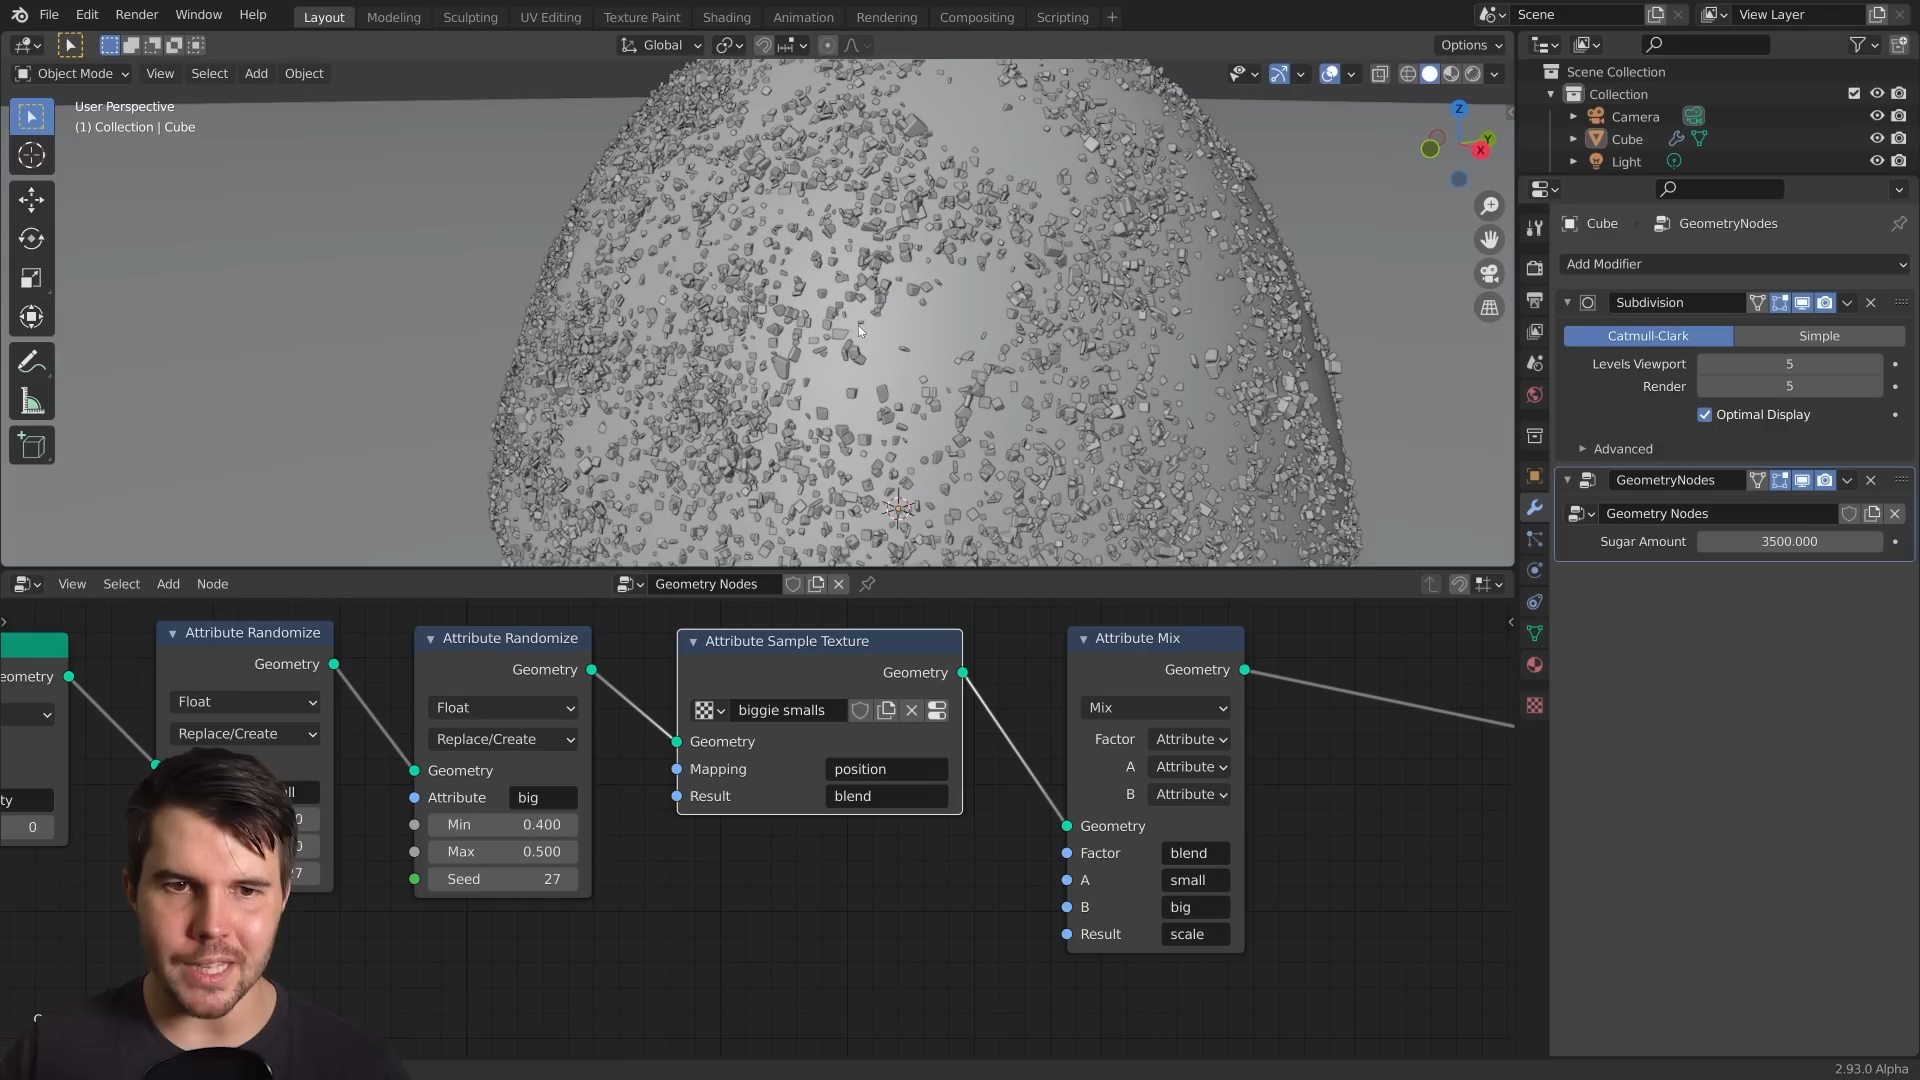 File Edit Render Window Help Layout Modeling Sculpting UV Editing Texture Paint Shading Animation Rendering Compositing Scripting + Scene View Layer
Global Options
Object Mode View Select Add Object
User Perspective
(1) Collection | Cube
Z
Y
X
Scene Collection
Collection
Camera
Cube
Light
Cube GeometryNodes
Add Modifier
Subdivision
Catmull-Clark Simple
Levels Viewport 5
Render 5
Optimal Display
Advanced
GeometryNodes
Geometry Nodes
Sugar Amount 3500.000
View Select Add Node Geometry Nodes
eometry
ty
0
Attribute Randomize
Geometry
Float
Replace/Create
ll
0
0
27
Attribute Randomize
Geometry
Float
Replace/Create
Geometry
Attribute big
Min 0.400
Max 0.500
Seed 27
Attribute Sample Texture
Geometry
biggie smalls
Geometry
Mapping position
Result blend
Attribute Mix
Geometry
Mix
Factor Attribute
A Attribute
B Attribute
Geometry
Factor blend
A small
B big
Result scale
2.93.0 Alpha